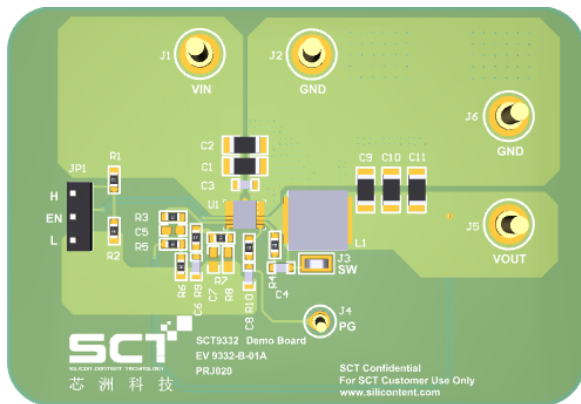 J1
VIN
J2
GND
J6
GND
C2
C1
C3
U1
C9 C10 C11
JP1
R1
H
EN
L
R2
R3
C5
R5
R6
R9
C6
C7
R7
R8
R10
C8
R4
C4
L1
J3
SW
J5
VOUT
J4
PG
SCT
SILICON CONTENT TECHNOLOGY
芯洲科技
SCT9332 Demo Board
EV 9332-B-01A
PRJ020
SCT Confidential
For SCT Customer Use Only
www.silicontent.com